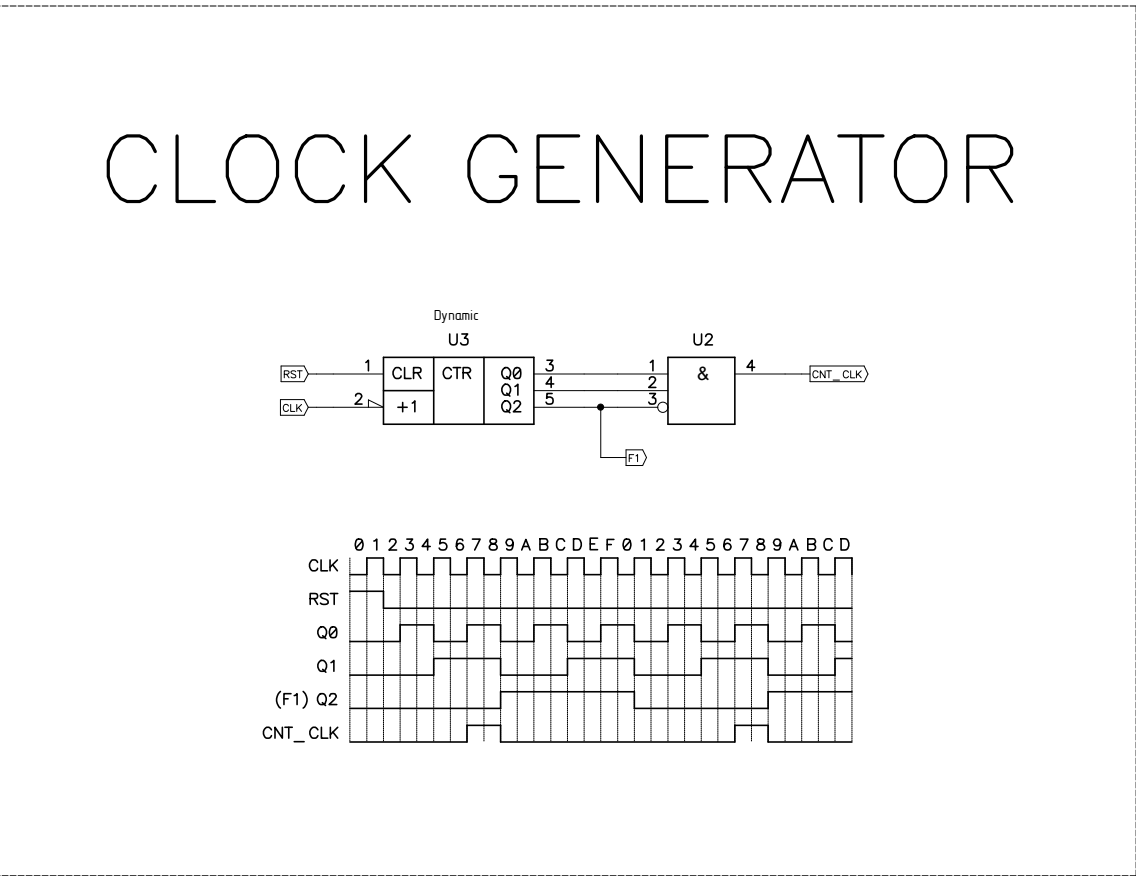 CLOCK GENERATOR
Dynamic
U3
U2
RST
1
CLR
CTR
Q0
3
1
&
4
CNT_CLK
Q1
4
2
CLK
2
+1
Q2
5
3
F1
0 1 2 3 4 5 6 7 8 9 A B C D E F 0 1 2 3 4 5 6 7 8 9 A B C D
CLK
RST
Q0
Q1
(F1) Q2
CNT_CLK